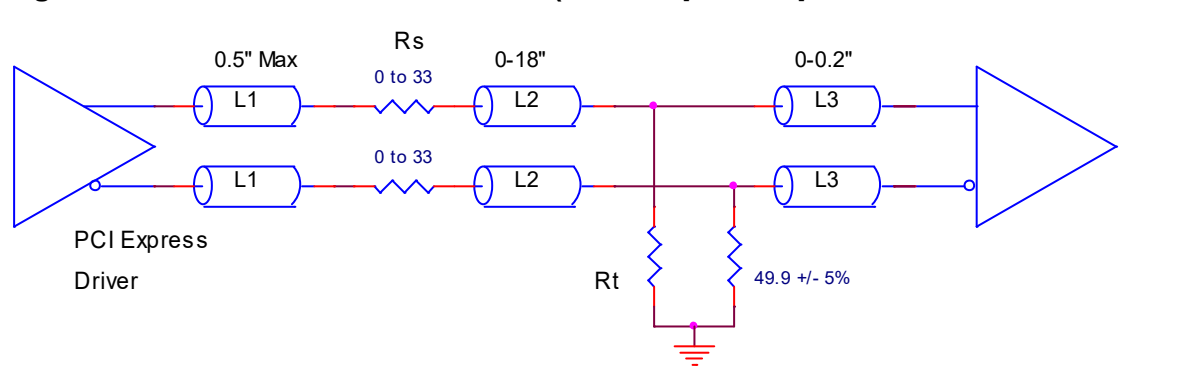 Rs
0.5" Max
0-18"
0-0.2"
0 to 33
L1
L2
L3
0 to 33
L1
L2
L3
PCI Express
Driver
Rt
49.9 +/- 5%